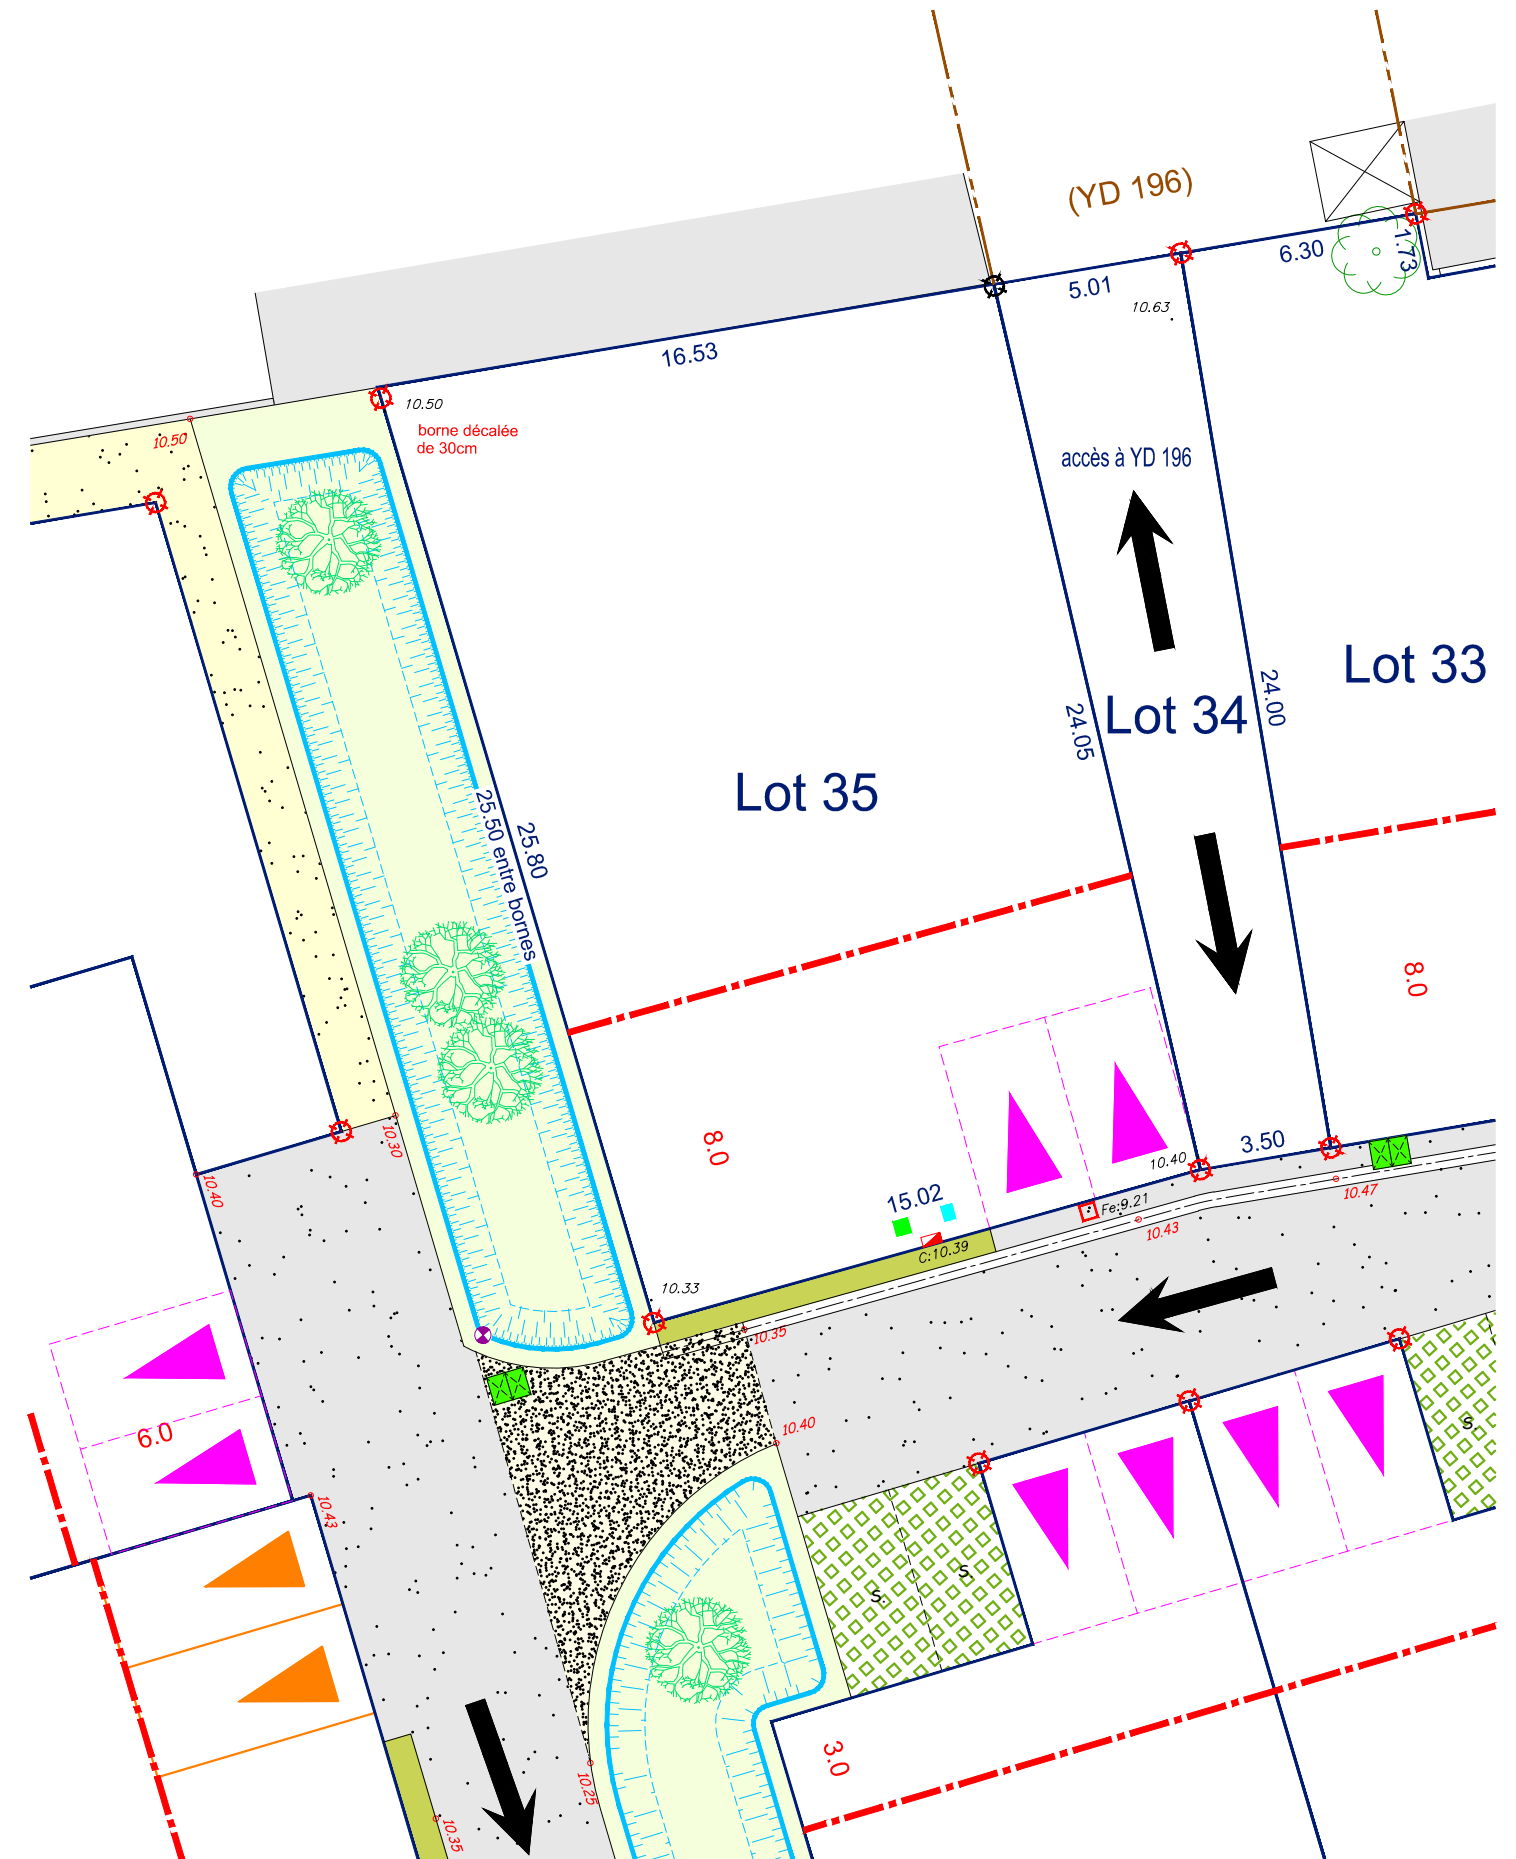 (YD 196)
6.30
1.73
5.01
10.63
16.53
10.50
borne décalée
de 30cm
10.50
accès à YD 196
Lot 33
24.00
Lot 34
24.05
Lot 35
25.80
25.50 entre bornes
8.0
8.0
10.30
3.50
10.40
10.40
10.47
15.02
Fe:9.21
10.43
C:10.39
10.33
10.35
10.40
6.0
s.
10.43
s.
s.
3.0
10.25
10.35